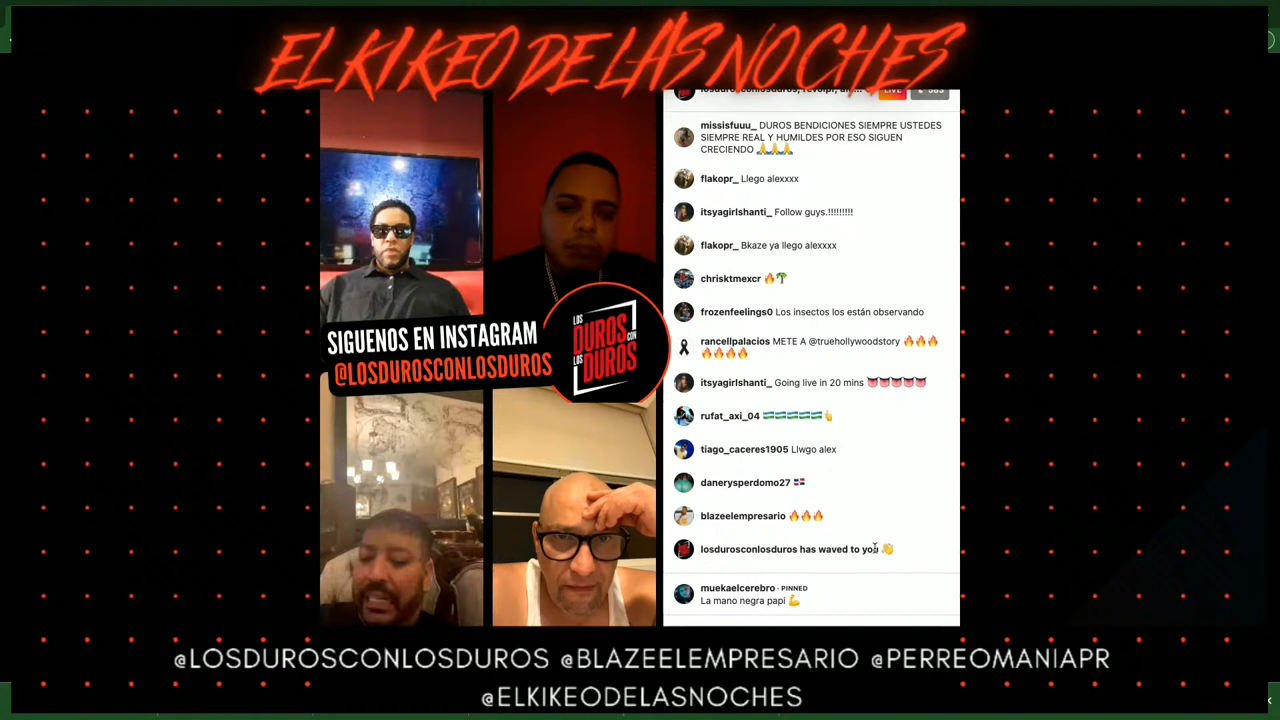 EL KIKEO DE LAS NOCHES
LIVE
583
missisfuuu_ DUROS BENDICIONES SIEMPRE USTEDES
SIEMPRE REAL Y HUMILDES POR ESO SIGUEN
CRECIENDO 🙏🙏🙏
flakopr_ Llego alexxxx
itsyagirlshanti_ Follow guys.!!!!!!!!!
flakopr_ Bkaze ya llego alexxxx
chrisktmexcr 🔥🌴
frozenfeelings0 Los insectos los están observando
rancellpalacios METE A @truehollywoodstory 🔥🔥🔥
🔥🔥🔥🔥
itsyagirlshanti_ Going live in 20 mins 👅👅👅👅👅
rufat_axi_04 🇺🇿🇺🇿🇺🇿🇺🇿🇺🇿👆
tiago_caceres1905 Llwgo alex
danerysperdomo27 🇩🇴
blazeelempresario 🔥🔥🔥
losdurosconlosduros has waved to you 👋
muekaelcerebro · PINNED
La mano negra papi 💪
SIGUENOS EN INSTAGRAM
@LOSDUROSCONLOSDUROS
LOS
DUROS CON
LOS
DUROS
@LOSDUROSCONLOSDUROS @BLAZEELEMPRESARIO @PERREOMANIAPR
@ELKIKEODELASNOCHES